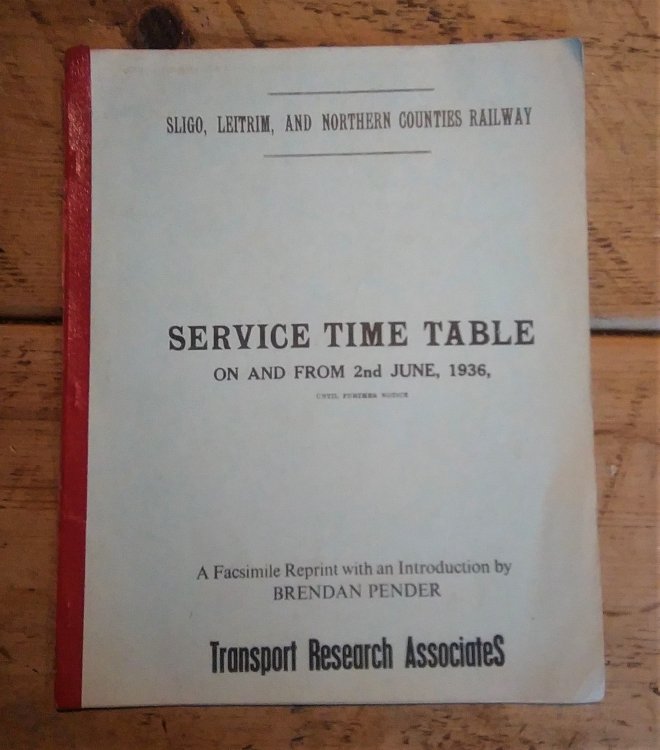 SLIGO, LEITRIM, AND NORTHERN COUNTIES RAILWAY
SERVICE TIME TABLE
ON AND FROM 2nd JUNE, 1936,
UNTIL FURTHER NOTICE
A Facsimile Reprint with an Introduction by
BRENDAN PENDER
Transport Research AssociateS